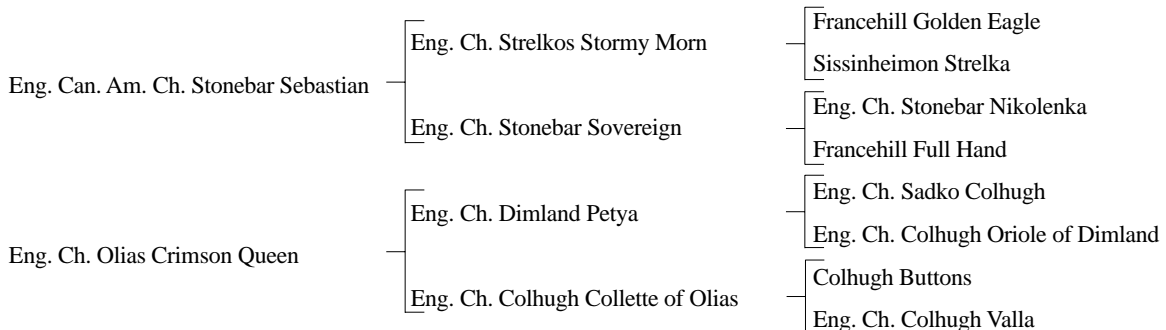 Francehill Golden Eagle
Eng. Ch. Strelkos Stormy Morn
Sissinheimon Strelka
Eng. Can. Am. Ch. Stonebar Sebastian
Eng. Ch. Stonebar Nikolenka
Eng. Ch. Stonebar Sovereign
Francehill Full Hand
Eng. Ch. Sadko Colhugh
Eng. Ch. Dimland Petya
Eng. Ch. Colhugh Oriole of Dimland
Eng. Ch. Olias Crimson Queen
Colhugh Buttons
Eng. Ch. Colhugh Collette of Olias
Eng. Ch. Colhugh Valla